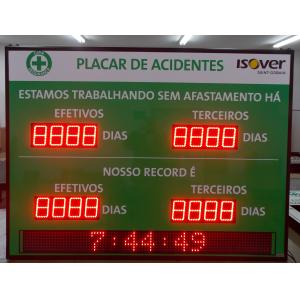 PLACAR DE ACIDENTES
ISOVER
SAINT-GOBAIN
ESTAMOS TRABALHANDO SEM AFASTAMENTO HÁ
EFETIVOS TERCEIROS
8888 DIAS 8888 DIAS
NOSSO RECORD É
EFETIVOS TERCEIROS
8888 DIAS 8888 DIAS
7:44:49